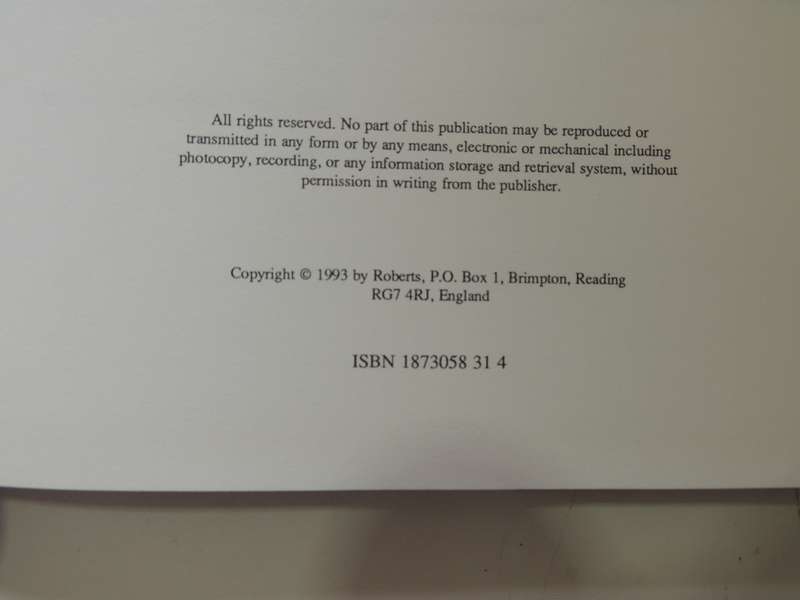 All rights reserved. No part of this publication may be reproduced or
transmitted in any form or by any means, electronic or mechanical including
photocopy, recording, or any information storage and retrieval system, without
permission in writing from the publisher.
Copyright © 1993 by Roberts, P.O. Box 1, Brimpton, Reading
RG7 4RJ, England
ISBN 1873058 31 4